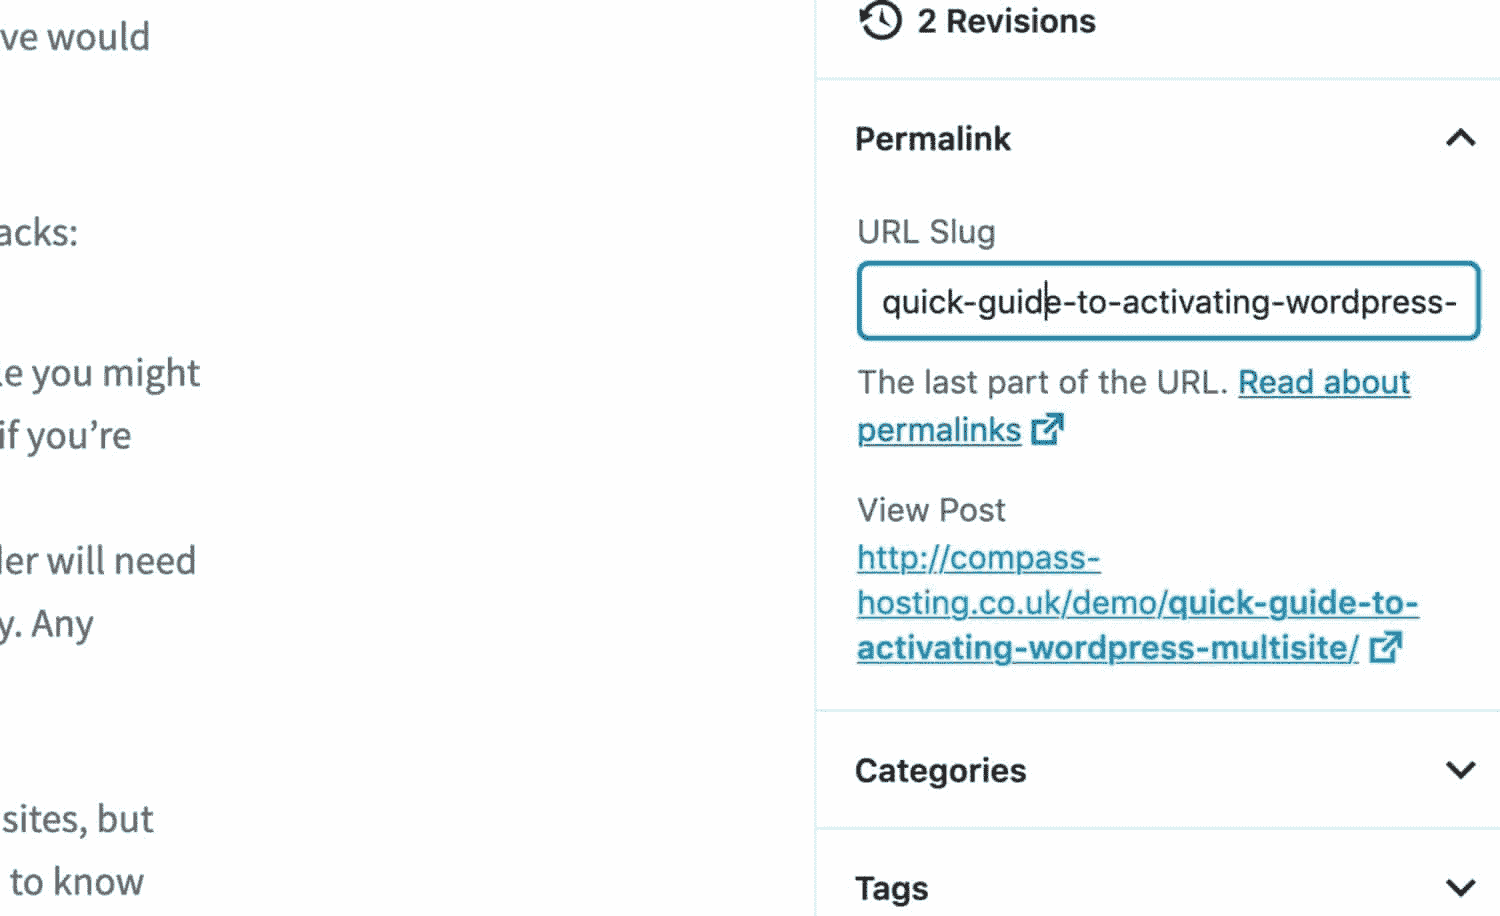 ve would
acks:
e you might
if you're
ler will need
y. Any
sites, but
to know
2 Revisions
Permalink
URL Slug
quick-guide-to-activating-wordpress-
The last part of the URL. Read about
permalinks
View Post
http://compass-
hosting.co.uk/demo/quick-guide-to-
activating-wordpress-multisite/
Categories
Tags